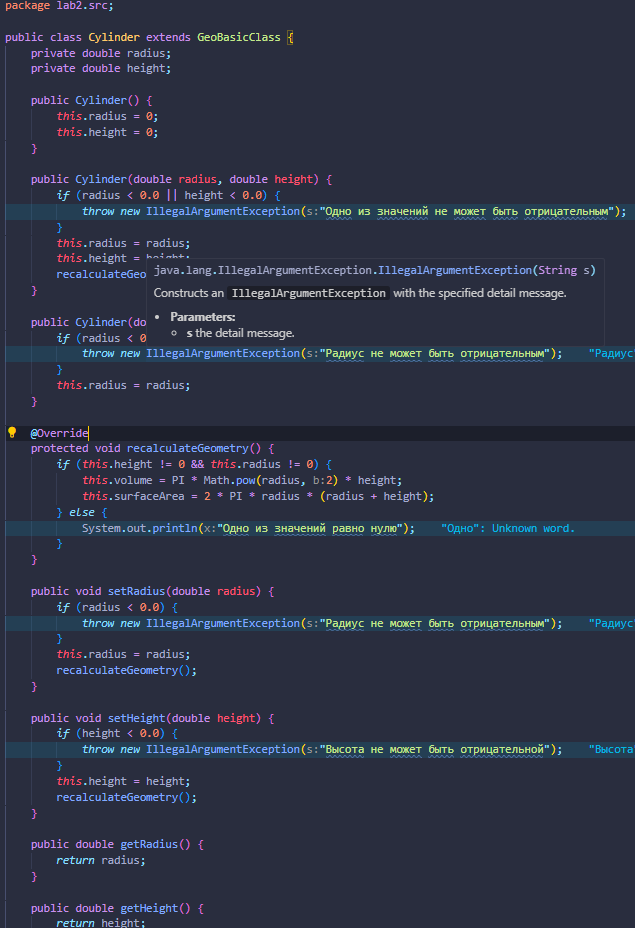 package lab2.src;
public class Cylinder extends GeoBasicClass {
private double radius;
private double height;
public Cylinder() {
this.radius = 0;
this.height = 0;
}
public Cylinder(double radius, double height) {
if (radius < 0.0 || height < 0.0) {
throw new IllegalArgumentException(s:"Одно из значений не может быть отрицательным");
}
this.radius = radius;
this.height = height;
recalculateGeo
java.lang.IllegalArgumentException.IllegalArgumentException(String s)
Constructs an IllegalArgumentException with the specified detail message.
• Parameters:
◦ s the detail message.
}
public Cylinder(do
if (radius < 0
throw new IllegalArgumentException(s:"Радиус не может быть отрицательным"); "Радиус"
}
this.radius = radius;
}
@Override
protected void recalculateGeometry() {
if (this.height != 0 && this.radius != 0) {
this.volume = PI * Math.pow(radius, b:2) * height;
this.surfaceArea = 2 * PI * radius * (radius + height);
} else {
System.out.println(x:"Одно из значений равно нулю"); "Одно": Unknown word.
}
}
public void setRadius(double radius) {
if (radius < 0.0) {
throw new IllegalArgumentException(s:"Радиус не может быть отрицательным"); "Радиус"
}
this.radius = radius;
recalculateGeometry();
}
public void setHeight(double height) {
if (height < 0.0) {
throw new IllegalArgumentException(s:"Высота не может быть отрицательной"); "Высота"
}
this.height = height;
recalculateGeometry();
}
public double getRadius() {
return radius;
}
public double getHeight() {
return height;